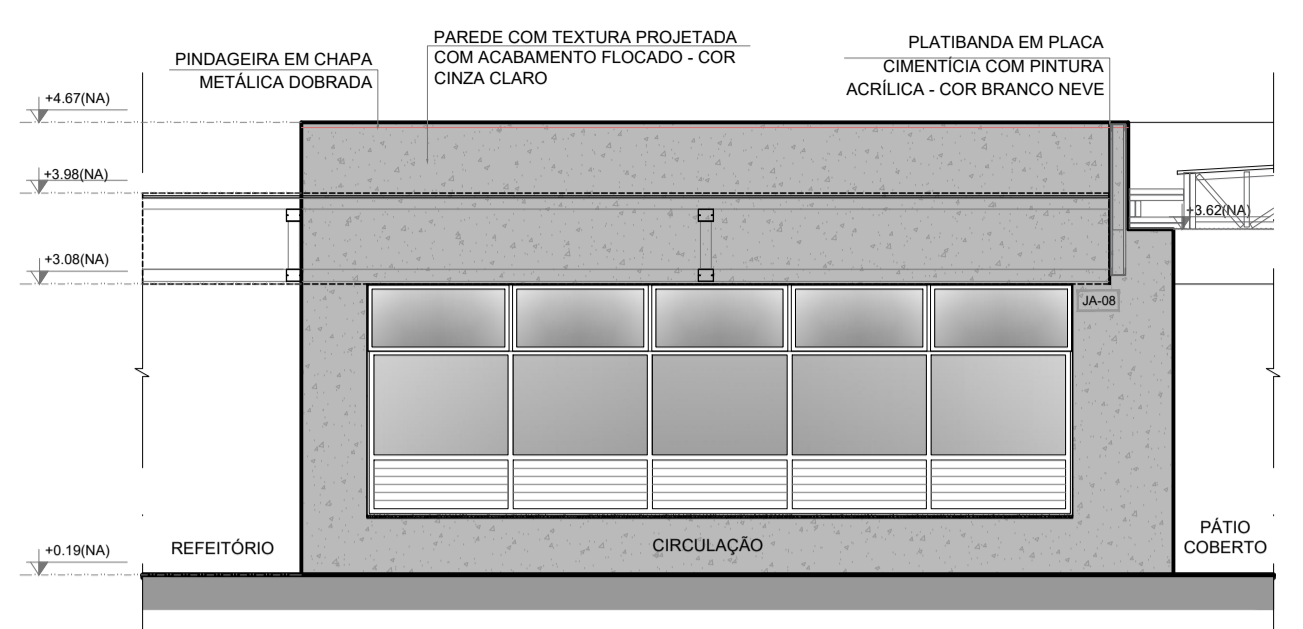 PINDAGEIRA EM CHAPA
METÁLICA DOBRADA
PAREDE COM TEXTURA PROJETADA
COM ACABAMENTO FLOCADO - COR
CINZA CLARO
PLATIBANDA EM PLACA
CIMENTÍCIA COM PINTURA
ACRÍLICA - COR BRANCO NEVE
+4.67(NA)
+3.98(NA)
+3.62(NA)
+3.08(NA)
JA-08
+0.19(NA)
REFEITÓRIO
CIRCULAÇÃO
PÁTIO
COBERTO